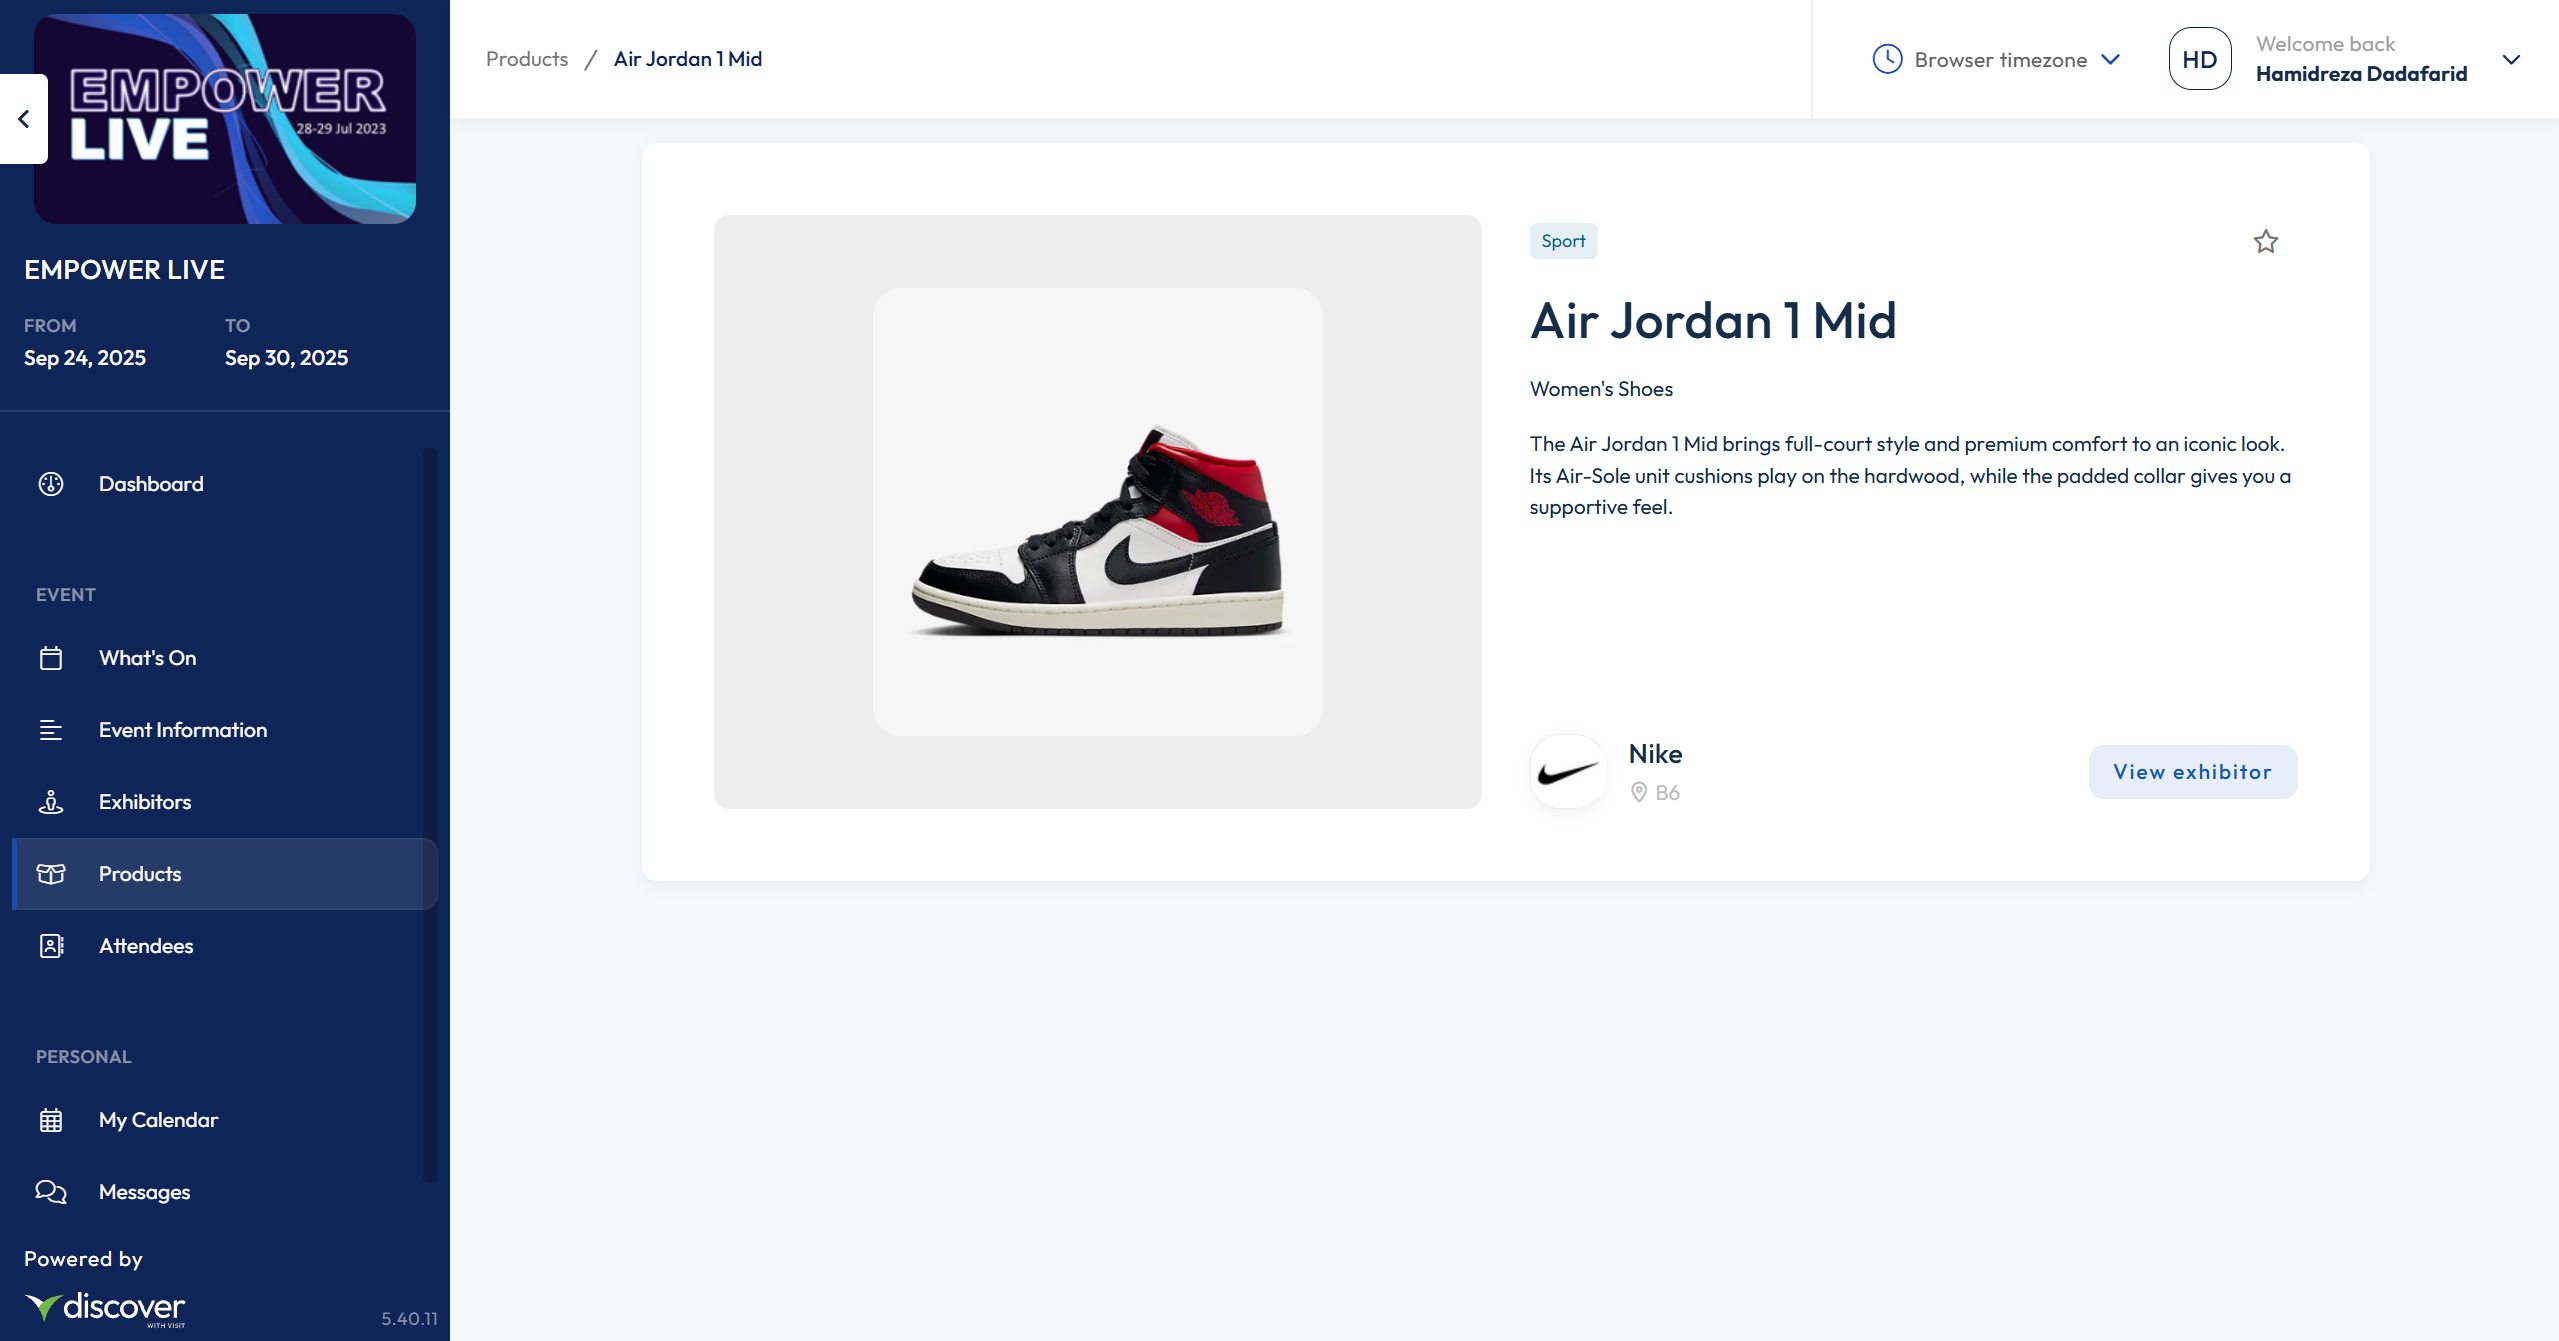 EMPOWER
LIVE
28-29 Jul 2023
EMPOWER LIVE
FROM
TO
Sep 24, 2025
Sep 30, 2025
Dashboard
EVENT
What's On
Event Information
Exhibitors
Products
Attendees
PERSONAL
My Calendar
Messages
Powered by
discover
WITH VISIT
5.40.11
Products / Air Jordan 1 Mid
Browser timezone
HD
Welcome back
Hamidreza Dadafarid
Sport
Air Jordan 1 Mid
Women's Shoes
The Air Jordan 1 Mid brings full-court style and premium comfort to an iconic look.
Its Air-Sole unit cushions play on the hardwood, while the padded collar gives you a
supportive feel.
Nike
B6
View exhibitor